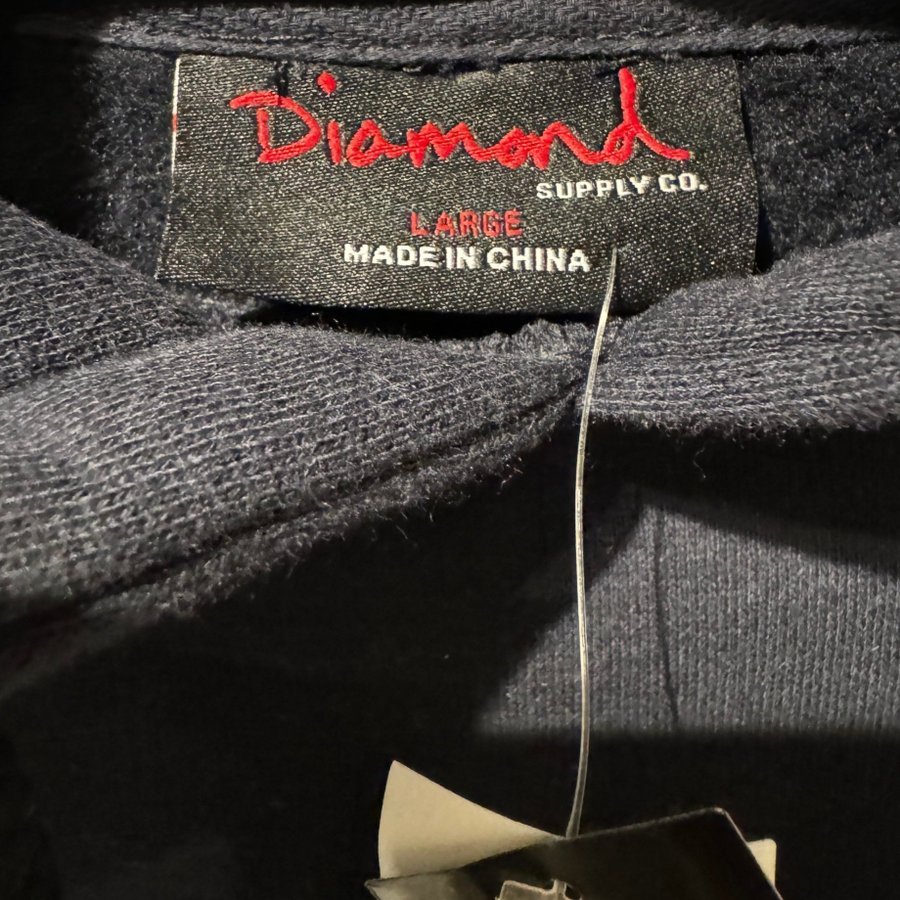 Diamond
SUPPLY CO.
LARGE
MADE IN CHINA